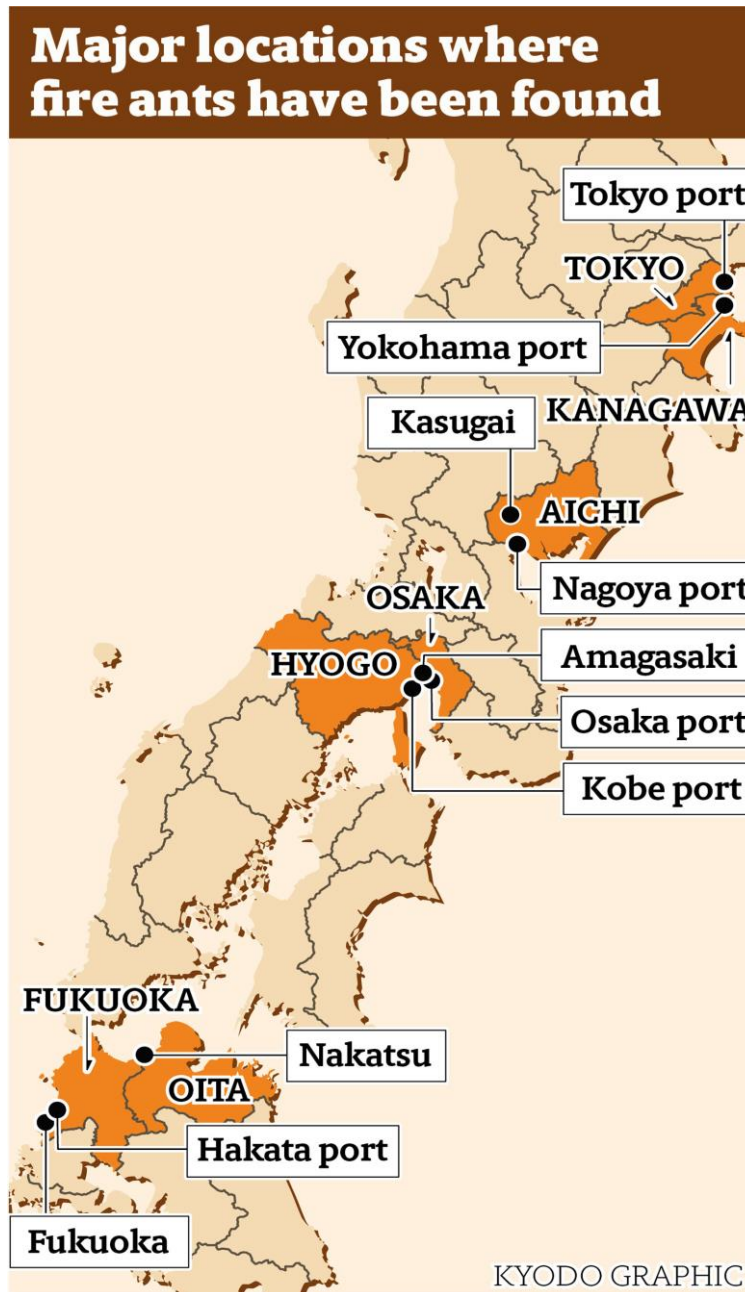 Major locations where
fire ants have been found
Tokyo port
TOKYO
Yokohama port
KANAGAWA
Kasugai
AICHI
Nagoya port
OSAKA
HYOGO
Amagasaki
Osaka port
Kobe port
FUKUOKA
Nakatsu
OITA
Hakata port
Fukuoka
KYODO GRAPHIC